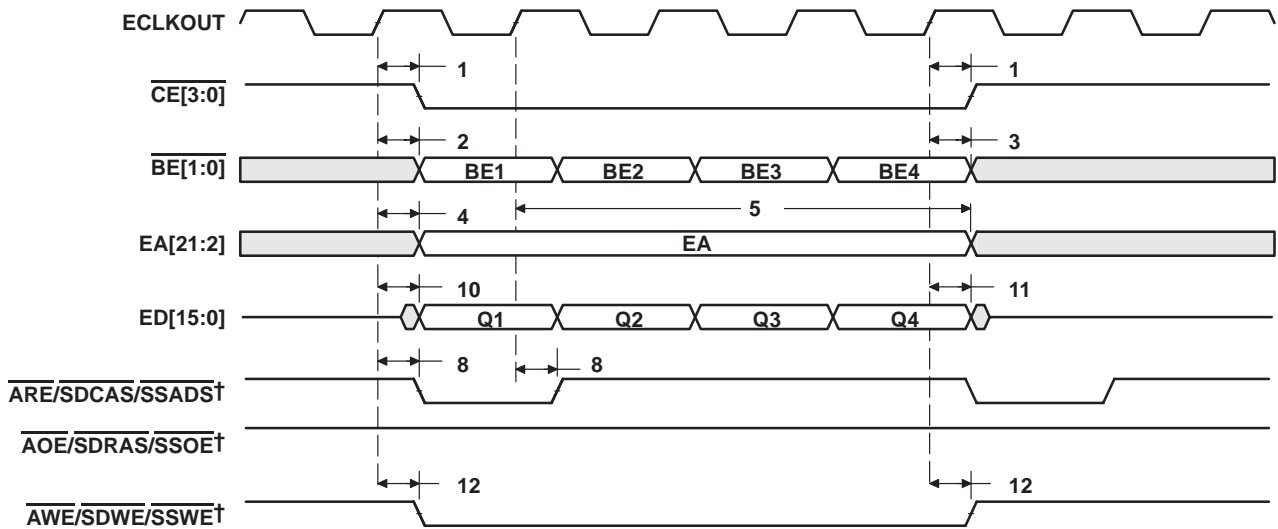 ECLKOUT
1 1
CE[3:0]
2 3
BE[1:0] BE1 BE2 BE3 BE4
4 5
EA[21:2] EA
10 11
ED[15:0] Q1 Q2 Q3 Q4
8 8
ARE/SDCAS/SSADS†
AOE/SDRAS/SSOE†
12 12
AWE/SDWE/SSWE†